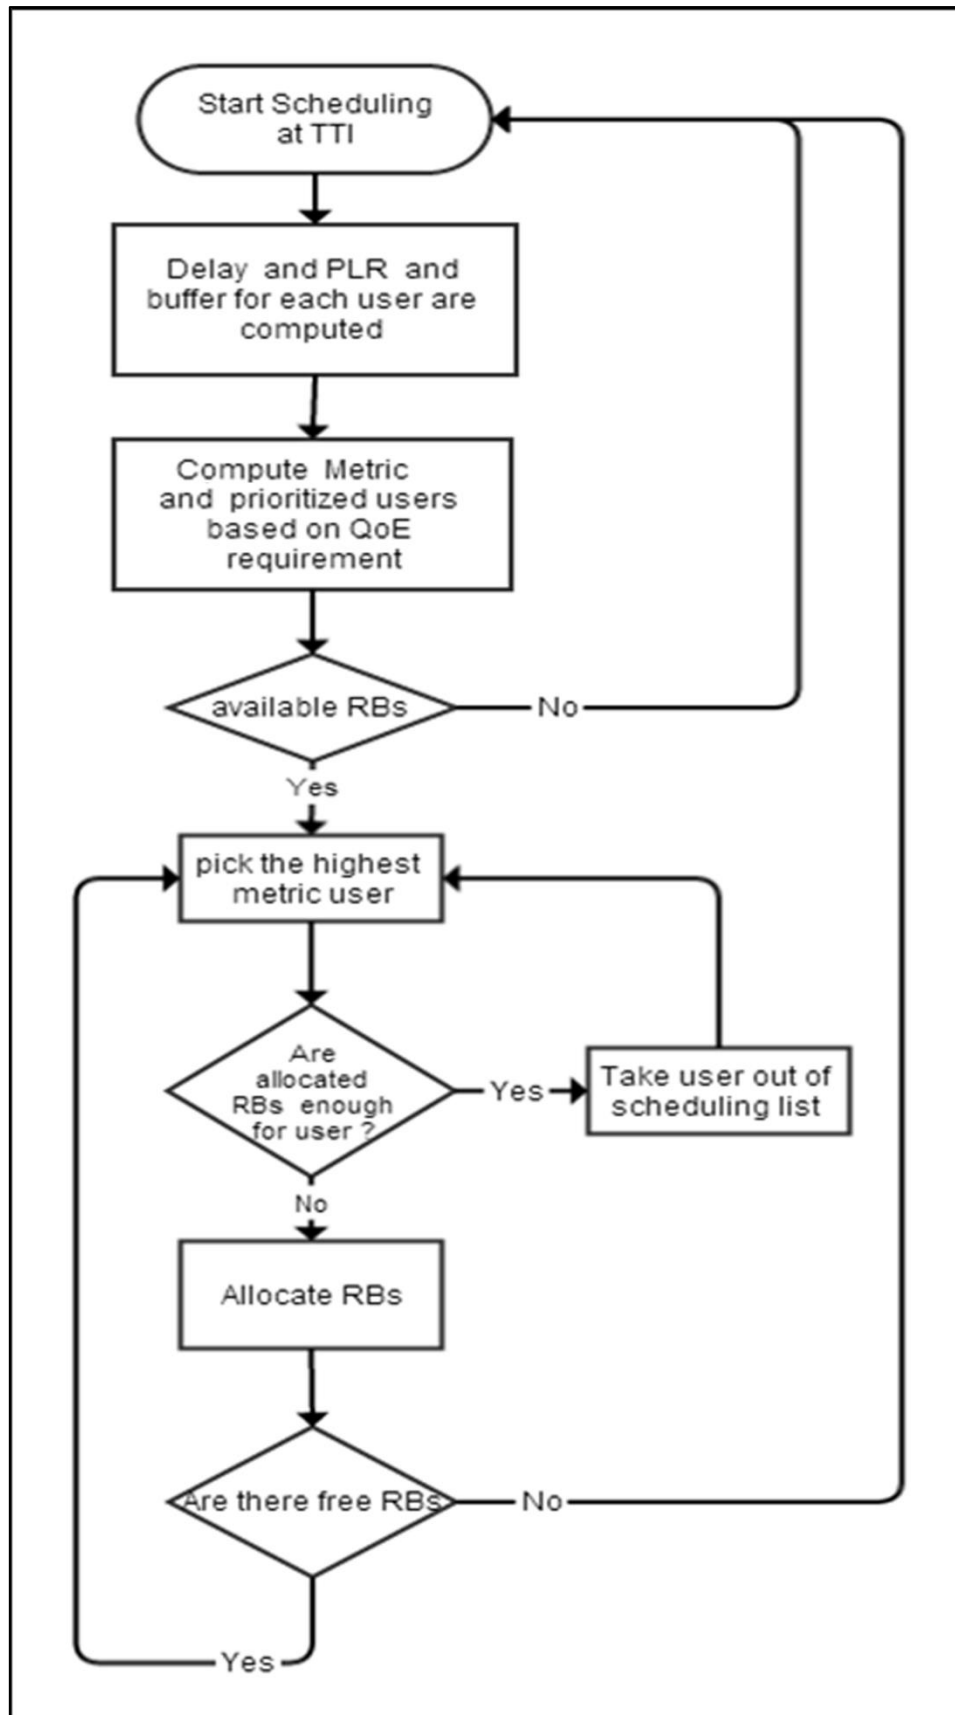 Start Scheduling
at TTI
Delay and PLR and
buffer for each user are
computed
Compute Metric
and prioritized users
based on QoE
requirement
available RBs
No
Yes
pick the highest
metric user
Are
allocated
RBs enough
for user ?
Yes
Take user out of
scheduling list
No
Allocate RBs
Are there free RBs
No
Yes